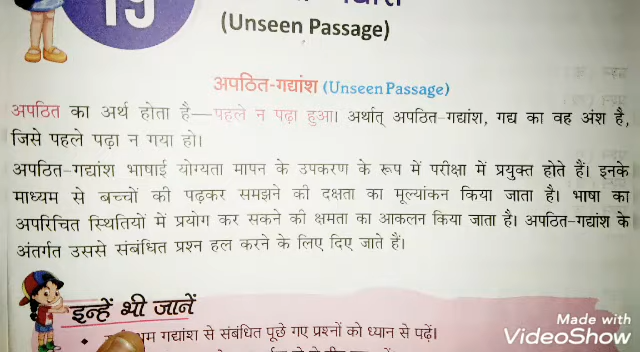 19
(Unseen Passage)
अपठित-गद्यांश (Unseen Passage)
अपठित का अर्थ होता है—पहले न पढ़ा हुआ। अर्थात् अपठित-गद्यांश, गद्य का वह अंश है,
जिसे पहले पढ़ा न गया हो।
अपठित-गद्यांश भाषाई योग्यता मापन के उपकरण के रूप में परीक्षा में प्रयुक्त होते हैं। इनके
माध्यम से बच्चों की पढ़कर समझने की दक्षता का मूल्यांकन किया जाता है। भाषा का
अपरिचित स्थितियों में प्रयोग कर सकने की क्षमता का आकलन किया जाता है। अपठित-गद्यांश के
अंतर्गत उससे संबंधित प्रश्न हल करने के लिए दिए जाते हैं।
इन्हें भी जानें
गद्यांश से संबंधित पूछे गए प्रश्नों को ध्यान से पढ़ें।
Made with
VideoShow